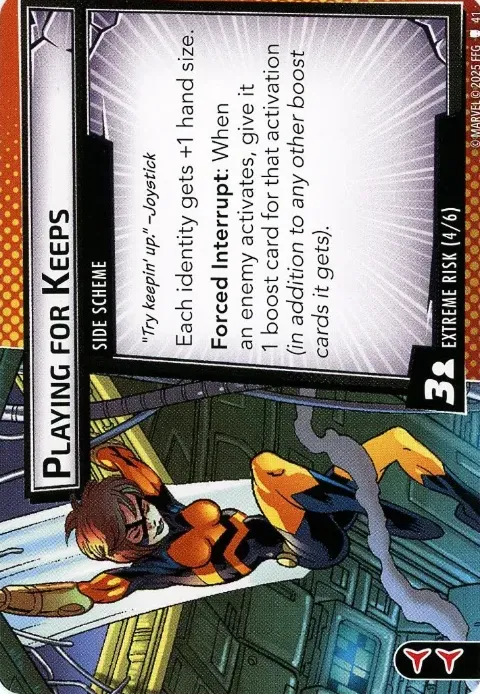 PLAYING FOR KEEPS
SIDE SCHEME
"Try keepin' up." –Joystick
Each identity gets +1 hand size.
Forced Interrupt: When
an enemy activates, give it
1 boost card for that activation
(in addition to any other boost
cards it gets).
3
EXTREME RISK (4/6)
© MARVEL © 2025 FFG 41